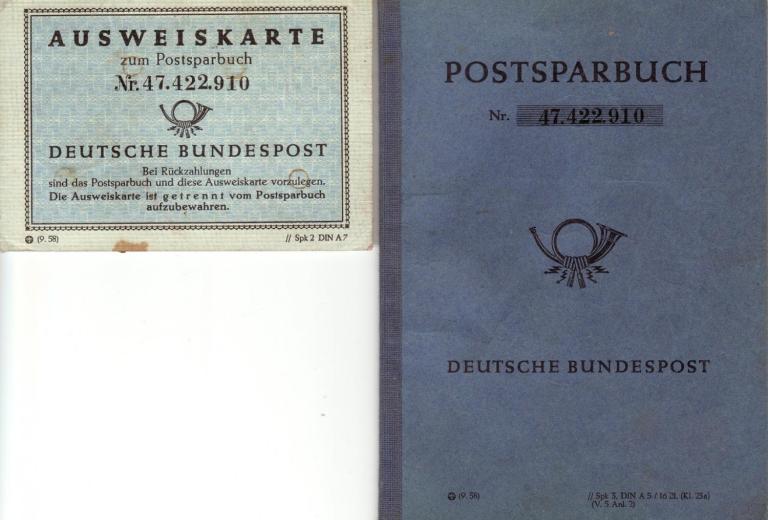 AUSWEISKARTE
zum Postsparbuch
Nr. 47.422.910
DEUTSCHE BUNDESPOST
Bei Rückzahlungen
sind das Postsparbuch und diese Ausweiskarte vorzulegen.
Die Ausweiskarte ist getrennt vom Postsparbuch
aufzubewahren.
(9. 58)
// Spk 2 DIN A 7
POSTSPARBUCH
Nr. 47.422.910
DEUTSCHE BUNDESPOST
(9. 58)
// Spk 3, DIN A 5 / 16 Bl. (Kl. 25a)
(V. 5 Anl. 2)